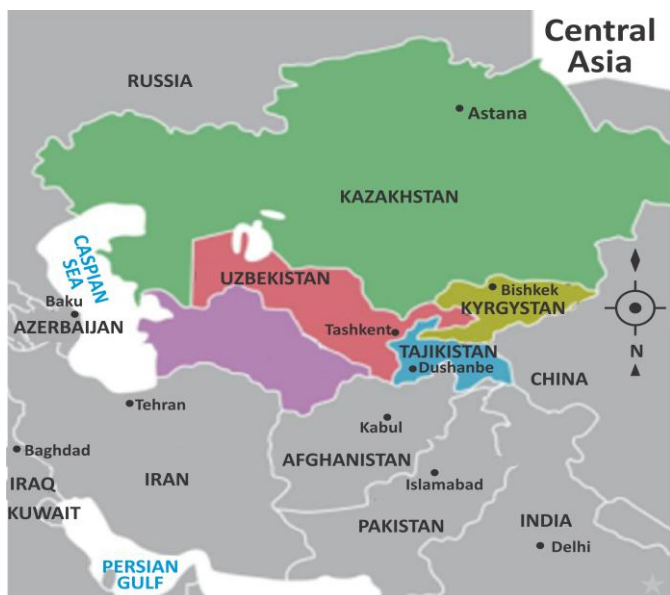 Central
Asia
RUSSIA
Astana
KAZAKHSTAN
CASPIAN
SEA
UZBEKISTAN
Bishkek
KYRGYSTAN
Baku
AZERBAIJAN
Tashkent
TAJIKISTAN
Dushanbe
N
CHINA
Tehran
Kabul
Baghdad
AFGHANISTAN
IRAQ
IRAN
Islamabad
KUWAIT
PAKISTAN
INDIA
Delhi
PERSIAN
GULF